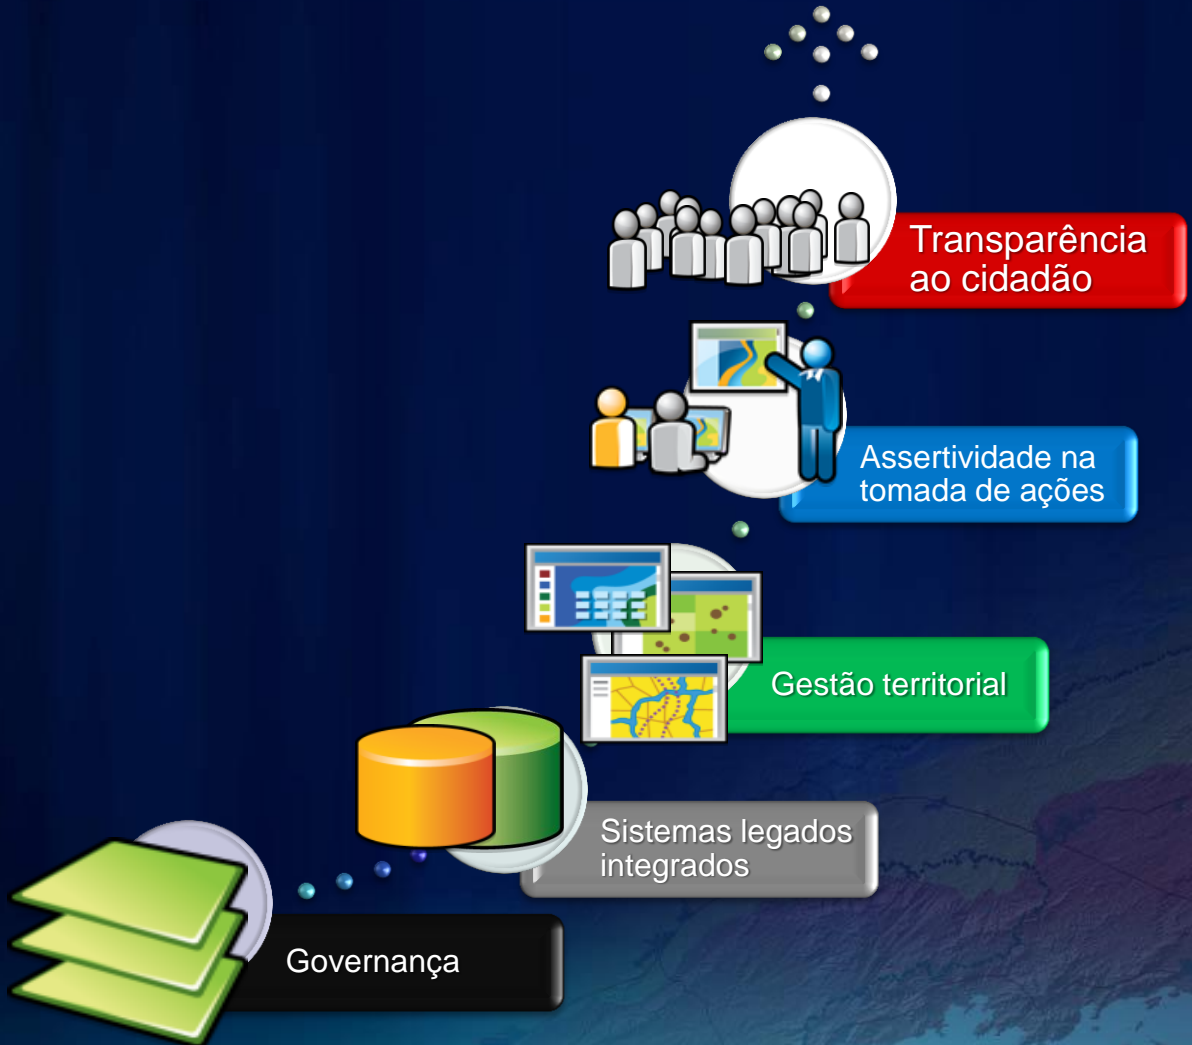 Transparência
ao cidadão
Assertividade na
tomada de ações
Gestão territorial
Sistemas legados
integrados
Governança